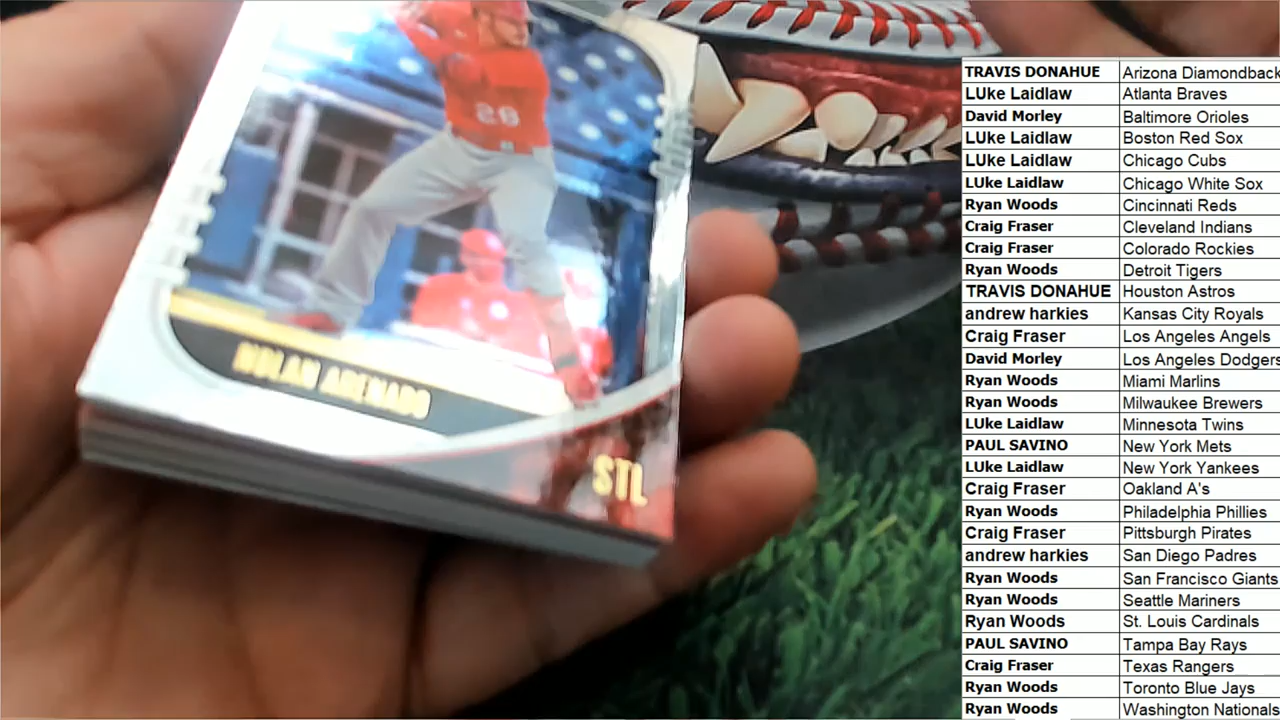 28
NOLAN ARENADO
STL
TRAVIS DONAHUE Arizona Diamondback
LUke Laidlaw Atlanta Braves
David Morley Baltimore Orioles
LUke Laidlaw Boston Red Sox
LUke Laidlaw Chicago Cubs
LUke Laidlaw Chicago White Sox
Ryan Woods Cincinnati Reds
Craig Fraser Cleveland Indians
Craig Fraser Colorado Rockies
Ryan Woods Detroit Tigers
TRAVIS DONAHUE Houston Astros
andrew harkies Kansas City Royals
Craig Fraser Los Angeles Angels
David Morley Los Angeles Dodgers
Ryan Woods Miami Marlins
Ryan Woods Milwaukee Brewers
LUke Laidlaw Minnesota Twins
PAUL SAVINO New York Mets
LUke Laidlaw New York Yankees
Craig Fraser Oakland A's
Ryan Woods Philadelphia Phillies
Craig Fraser Pittsburgh Pirates
andrew harkies San Diego Padres
Ryan Woods San Francisco Giants
Ryan Woods Seattle Mariners
Ryan Woods St. Louis Cardinals
PAUL SAVINO Tampa Bay Rays
Craig Fraser Texas Rangers
Ryan Woods Toronto Blue Jays
Ryan Woods Washington Nationals